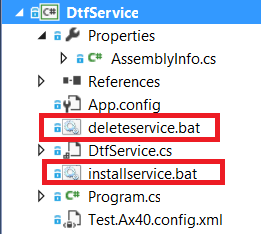 DtfService
Properties
AssemblyInfo.cs
References
App.config
deleteservice.bat
DtfService.cs
installservice.bat
Program.cs
Test.Ax40.config.xml